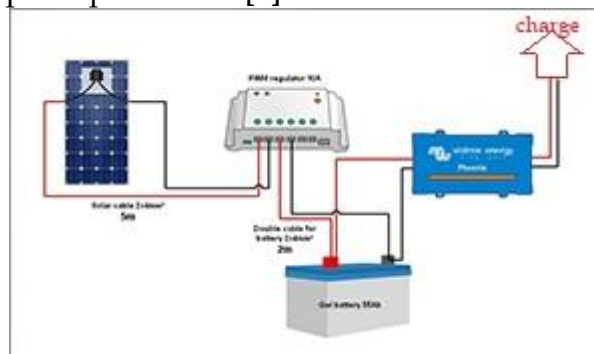 charge
PWM regulator 10A
victron energy
Phoenix
Solar cable 2x4mm²
5m
Double cable for
battery 2x6mm²
2m
Gel battery